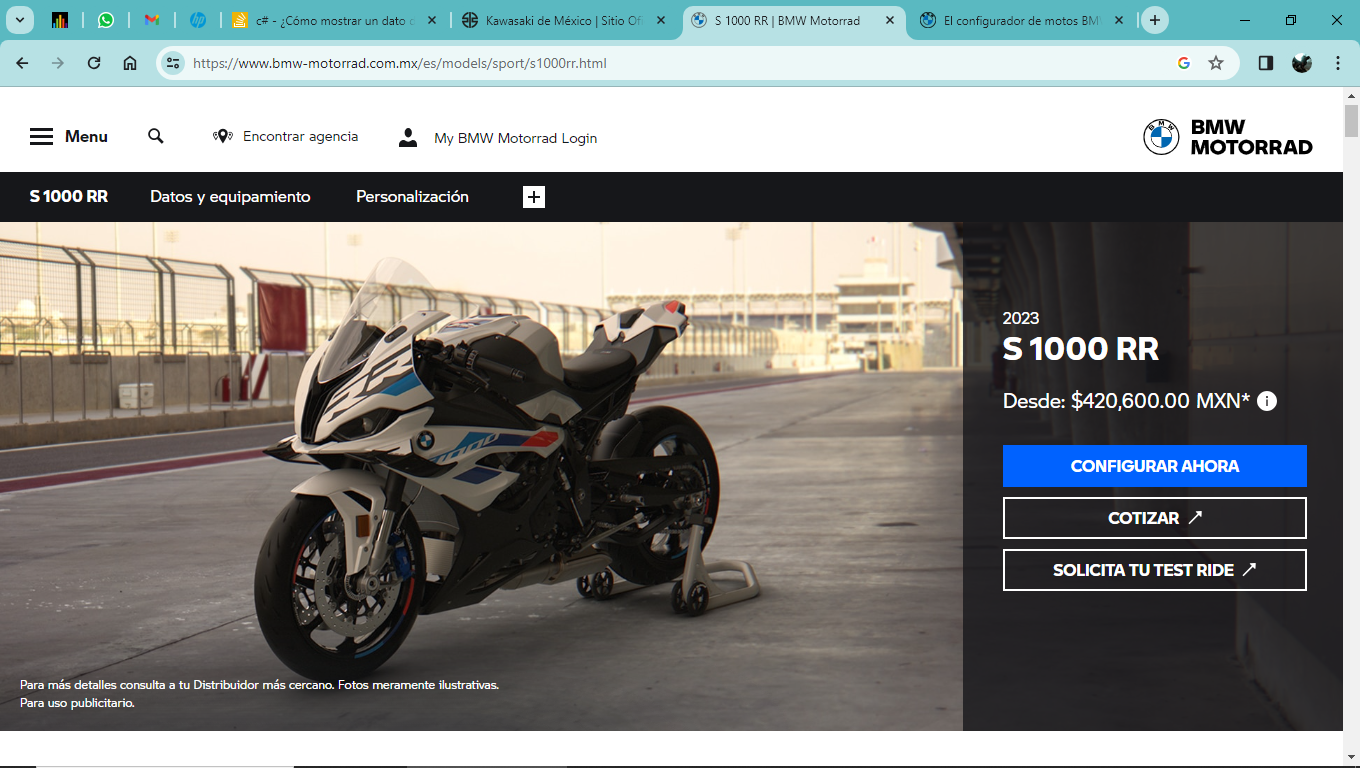 c# - ¿Cómo mostrar un dato d
Kawasaki de México | Sitio Of
S 1000 RR | BMW Motorrad
El configurador de motos BM
https://www.bmw-motorrad.com.mx/es/models/sport/s1000rr.html
Menu
Encontrar agencia
My BMW Motorrad Login
BMW
MOTORRAD
S 1000 RR
Datos y equipamiento
Personalización
2023
S 1000 RR
Desde: $420,600.00 MXN*
CONFIGURAR AHORA
COTIZAR
SOLICITA TU TEST RIDE
Para más detalles consulta a tu Distribuidor más cercano. Fotos meramente ilustrativas.
Para uso publicitario.